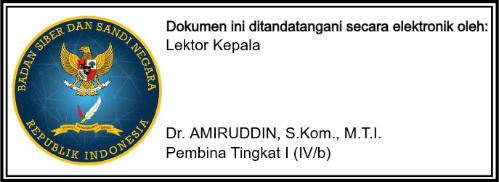 BADAN SIBER DAN SANDI NEGARA
REPUBLIK INDONESIA
Dokumen ini ditandatangani secara elektronik oleh:
Lektor Kepala
Dr. AMIRUDDIN, S.Kom., M.T.I.
Pembina Tingkat I (IV/b)